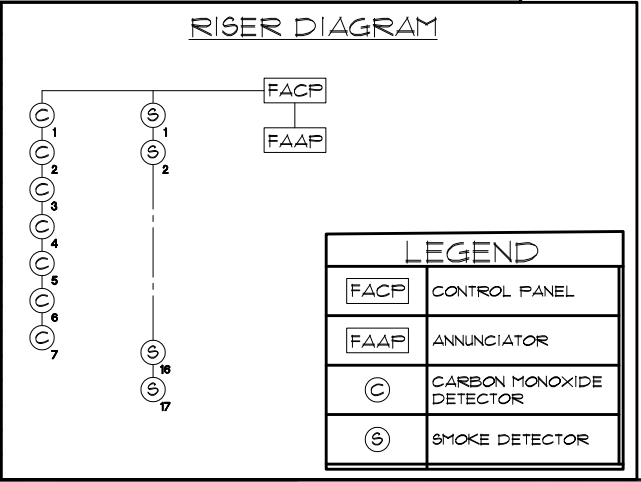 RISER DIAGRAM
FACP
C S
1 1
FAAP
C S
2 2
C
3
C
4
C
5
C
6
C
7
S
16
S
17
LEGEND
FACP CONTROL PANEL
FAAP ANNUNCIATOR
C CARBON MONOXIDE
DETECTOR
S SMOKE DETECTOR